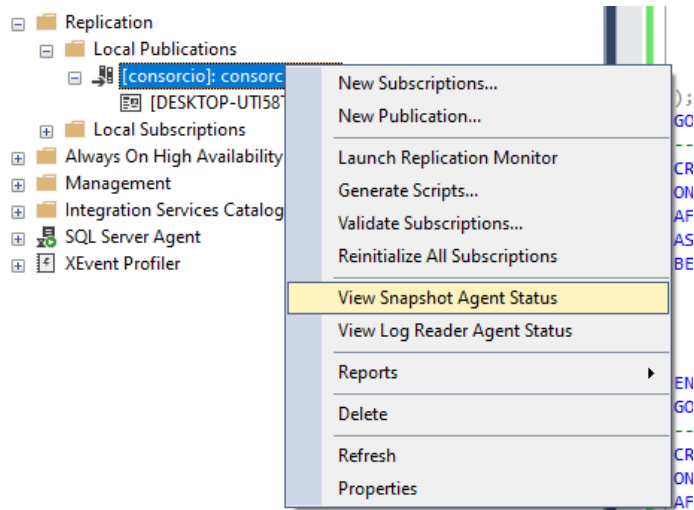 Replication
Local Publications
[consorcio]: consorc
[DESKTOP-UTI58
Local Subscriptions
Always On High Availability
Management
Integration Services Catalog
SQL Server Agent
XEvent Profiler
New Subscriptions...
New Publication...
Launch Replication Monitor
Generate Scripts...
Validate Subscriptions...
Reinitialize All Subscriptions
View Snapshot Agent Status
View Log Reader Agent Status
Reports
Delete
Refresh
Properties
);
GO
--
CR
ON
AF
AS
BE
EN
GO
--
CR
ON
AF